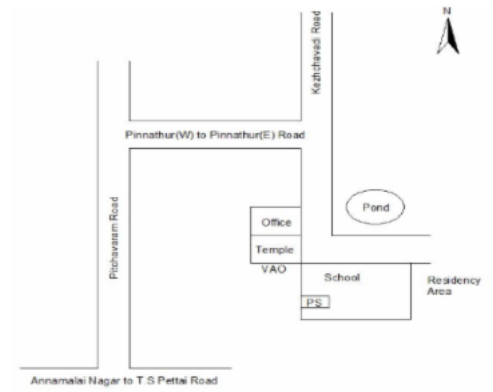 N
Kezhchavadi Road
Pinnathur(W) to Pinnathur(E) Road
Pitchavaram Road
Pond
Office
Temple
VAO
School
Residency
Area
PS
Annamalai Nagar to T.S Pettai Road